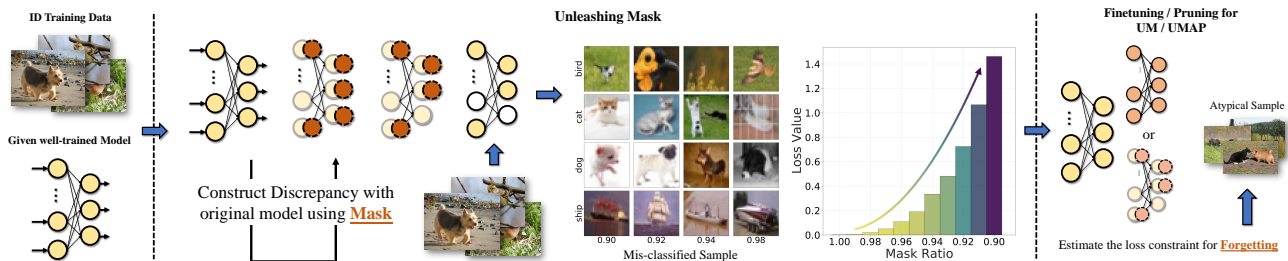 ID Training Data
Given well-trained Model
Unleashing Mask
Construct Discrepancy with
original model using Mask
bird
cat
dog
ship
0.90 0.92 0.94 0.98
Mis-classified Sample
Loss Value
1.4
1.2
1.0
0.8
0.6
0.4
0.2
0.0
1.00 0.98 0.96 0.94 0.92 0.90
Mask Ratio
Finetuning / Pruning for
UM / UMAP
or
Atypical Sample
Estimate the loss constraint for Forgetting